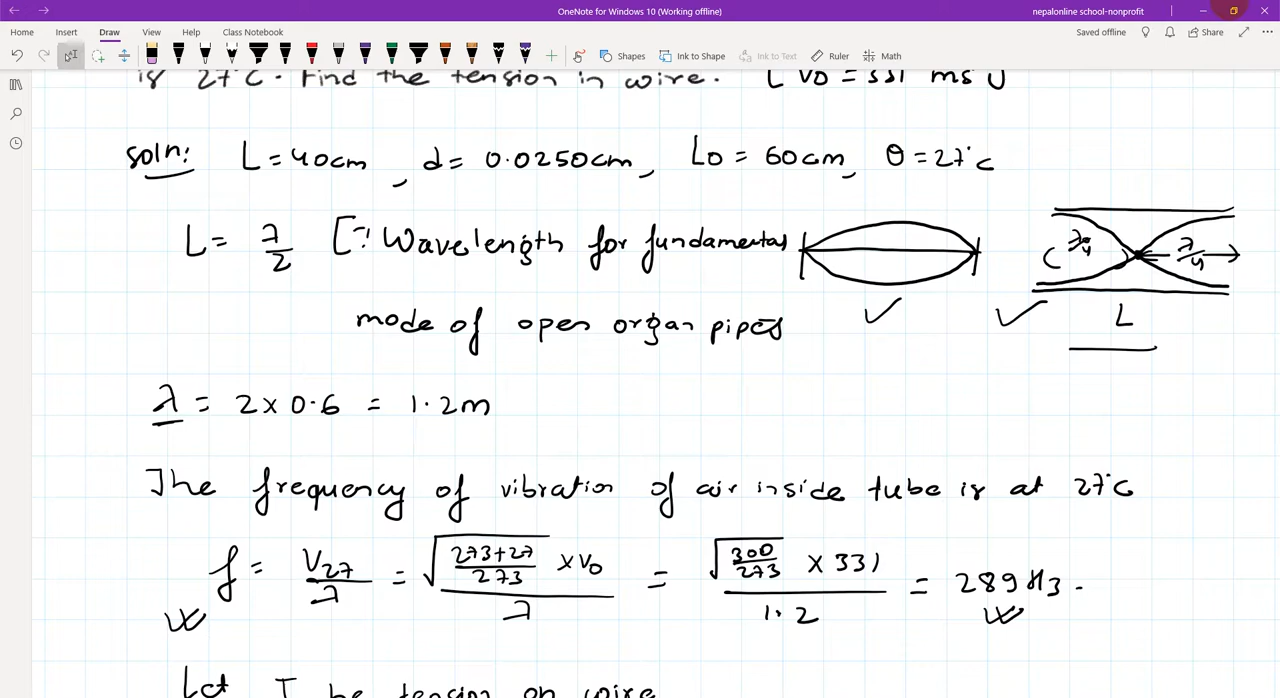 OneNote for Windows 10 (Working offline)
nepalonline school-nonprofit
Home Insert Draw View Help Class Notebook
Saved offline Share
Shapes Ink to Shape Ink to Text Ruler Math
is 27°C. Find the tension in wire. [V0 = 331 ms
soln: L = 40cm, d = 0.0250cm, L0 = 60cm, θ = 27°C
L = λ/2 [∵ Wavelength for fundamental
mode of open organ pipes
λ/4 λ/4
L
λ = 2 × 0.6 = 1.2m
The frequency of vibration of air inside tube is at 27°C
f = V27/λ = √(273+27/273) × V0 / λ = √(300/273) × 331 / 1.2 = 289Hz.
Let T be tension on wire